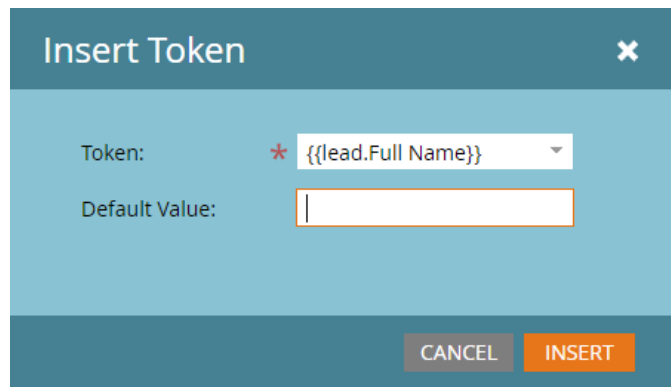 Insert Token
Token: * {{lead.Full Name}}
Default Value:
CANCEL INSERT